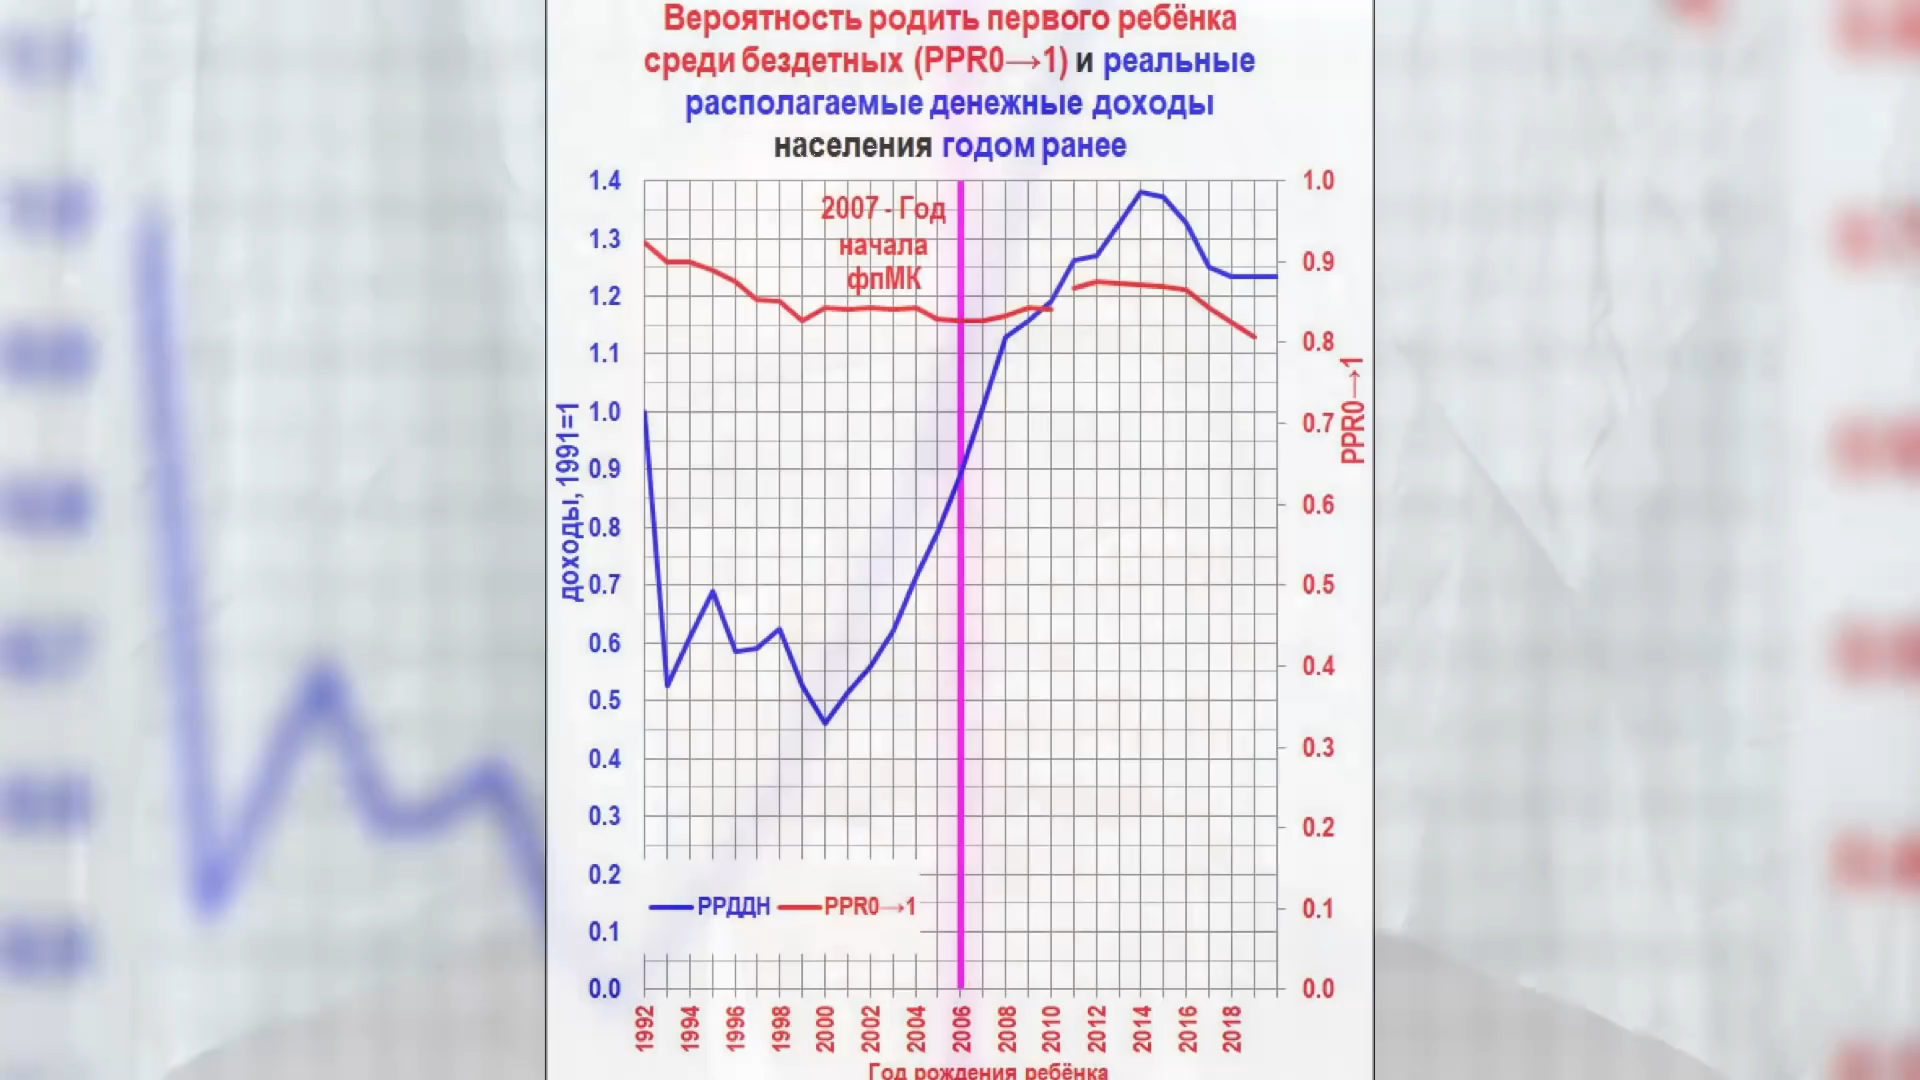 Вероятность родить первого ребёнка
среди бездетных (PPR0→1) и реальные
располагаемые денежные доходы
населения годом ранее
1.4
1.3
1.2
1.1
1.0
0.9
0.8
0.7
0.6
0.5
0.4
0.3
0.2
0.1
0.0
доходы, 1991=1
2007 - Год
начала
фпМК
1.0
0.9
0.8
0.7
0.6
0.5
0.4
0.3
0.2
0.1
0.0
PPR0→1
РРДДН PPR0→1
1992 1994 1996 1998 2000 2002 2004 2006 2008 2010 2012 2014 2016 2018
Год рождения ребёнка